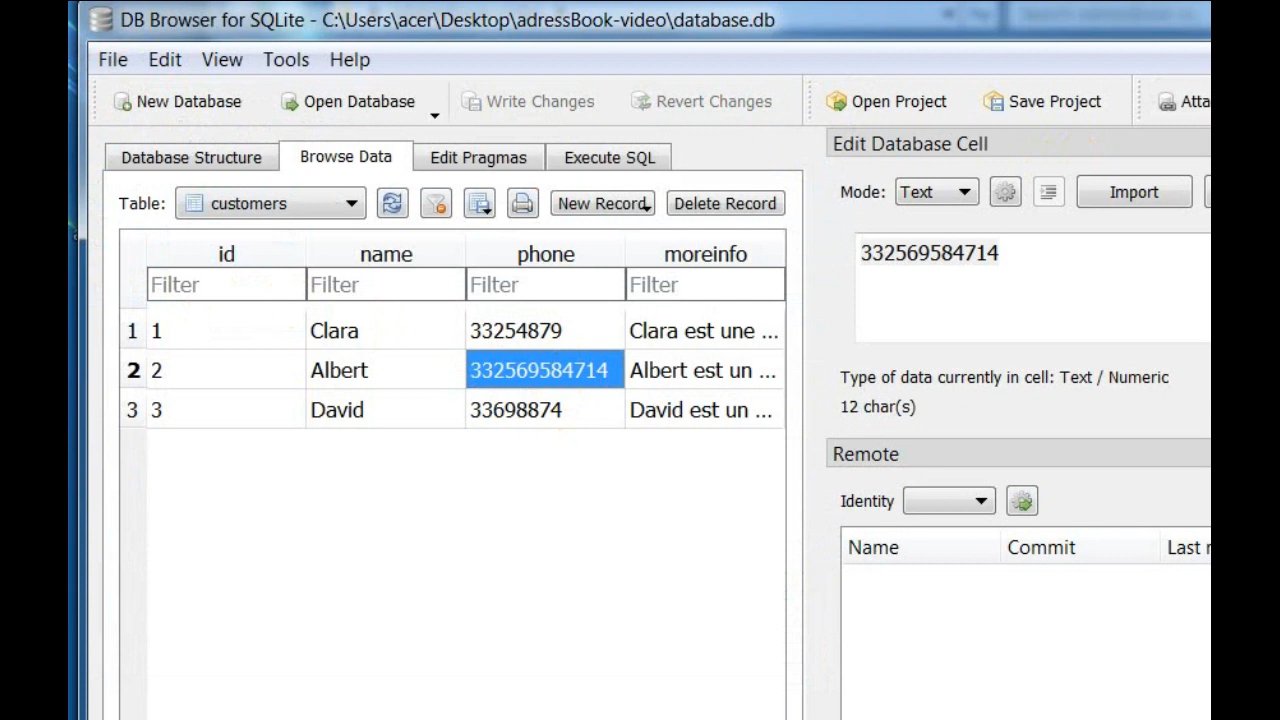 DB Browser for SQLite - C:\Users\acer\Desktop\adressBook-video\database.db
File Edit View Tools Help
New Database Open Database Write Changes Revert Changes Open Project Save Project Atta
Database Structure Browse Data Edit Pragmas Execute SQL
Edit Database Cell
Table: customers New Record Delete Record
Mode: Text Import
id name phone moreinfo
Filter Filter Filter Filter
1 1 Clara 33254879 Clara est une ...
2 2 Albert 332569584714 Albert est un ...
3 3 David 33698874 David est un ...
332569584714
Type of data currently in cell: Text / Numeric
12 char(s)
Remote
Identity
Name Commit Last